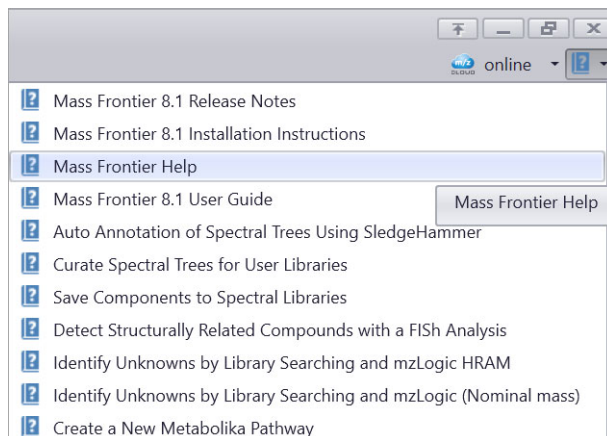 m/z CLOUD online
Mass Frontier 8.1 Release Notes
Mass Frontier 8.1 Installation Instructions
Mass Frontier Help
Mass Frontier 8.1 User Guide
Mass Frontier Help
Auto Annotation of Spectral Trees Using SledgeHammer
Curate Spectral Trees for User Libraries
Save Components to Spectral Libraries
Detect Structurally Related Compounds with a FISh Analysis
Identify Unknowns by Library Searching and mzLogic HRAM
Identify Unknowns by Library Searching and mzLogic (Nominal mass)
Create a New Metabolika Pathway